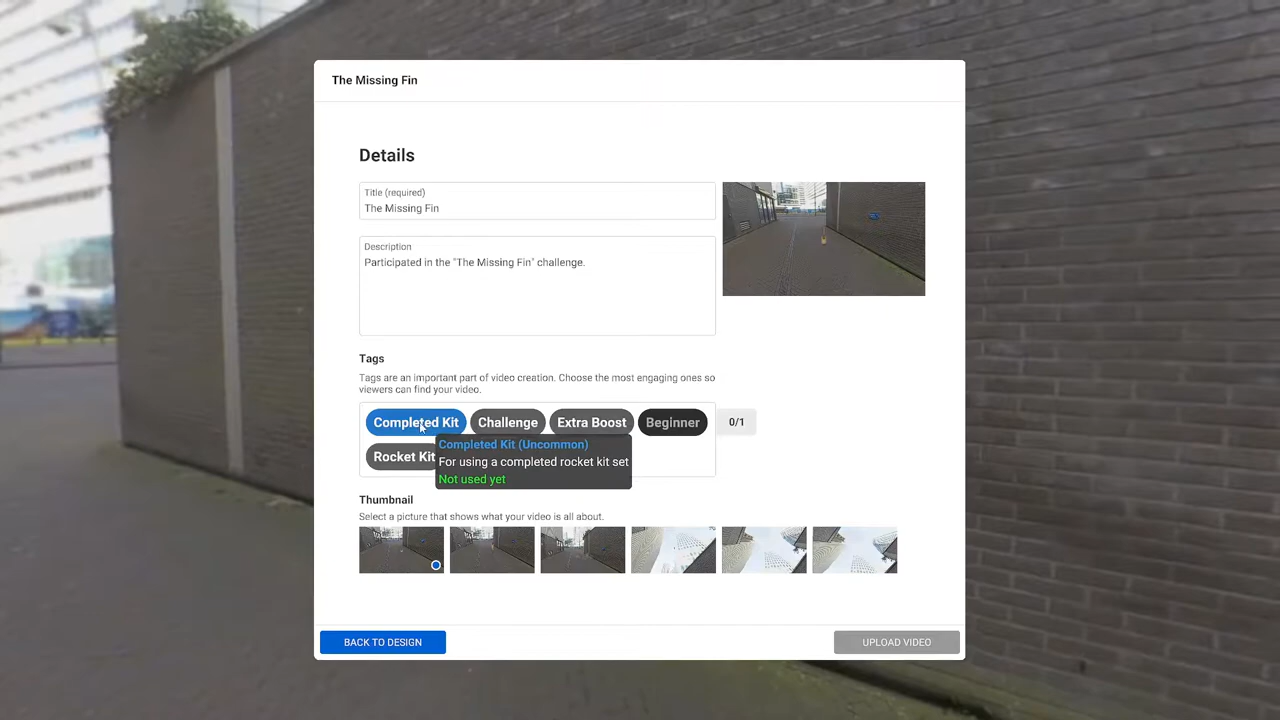 The Missing Fin
Details
Title (required)
The Missing Fin
Description
Participated in the "The Missing Fin" challenge.
Tags
Tags are an important part of video creation. Choose the most engaging ones so
viewers can find your video.
Completed Kit
Challenge
Extra Boost
Beginner
0/1
Rocket Kit
Completed Kit (Uncommon)
For using a completed rocket kit set
Not used yet
Thumbnail
Select a picture that shows what your video is all about.
BACK TO DESIGN
UPLOAD VIDEO